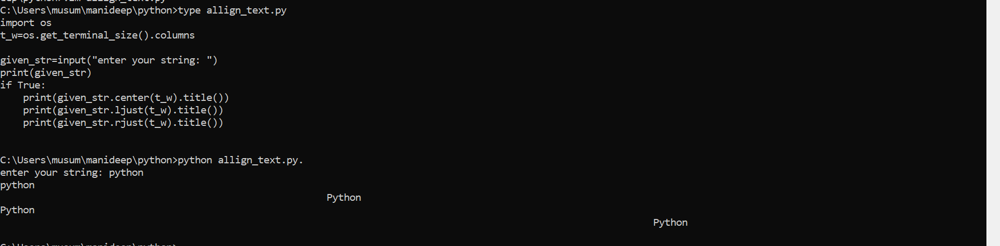 C:\Users\musum\manideep\python>type allign_text.py
import os
t_w=os.get_terminal_size().columns
given_str=input("enter your string: ")
print(given_str)
if True:
    print(given_str.center(t_w).title())
    print(given_str.ljust(t_w).title())
    print(given_str.rjust(t_w).title())
C:\Users\musum\manideep\python>python allign_text.py.
enter your string: python
python
Python
Python
Python